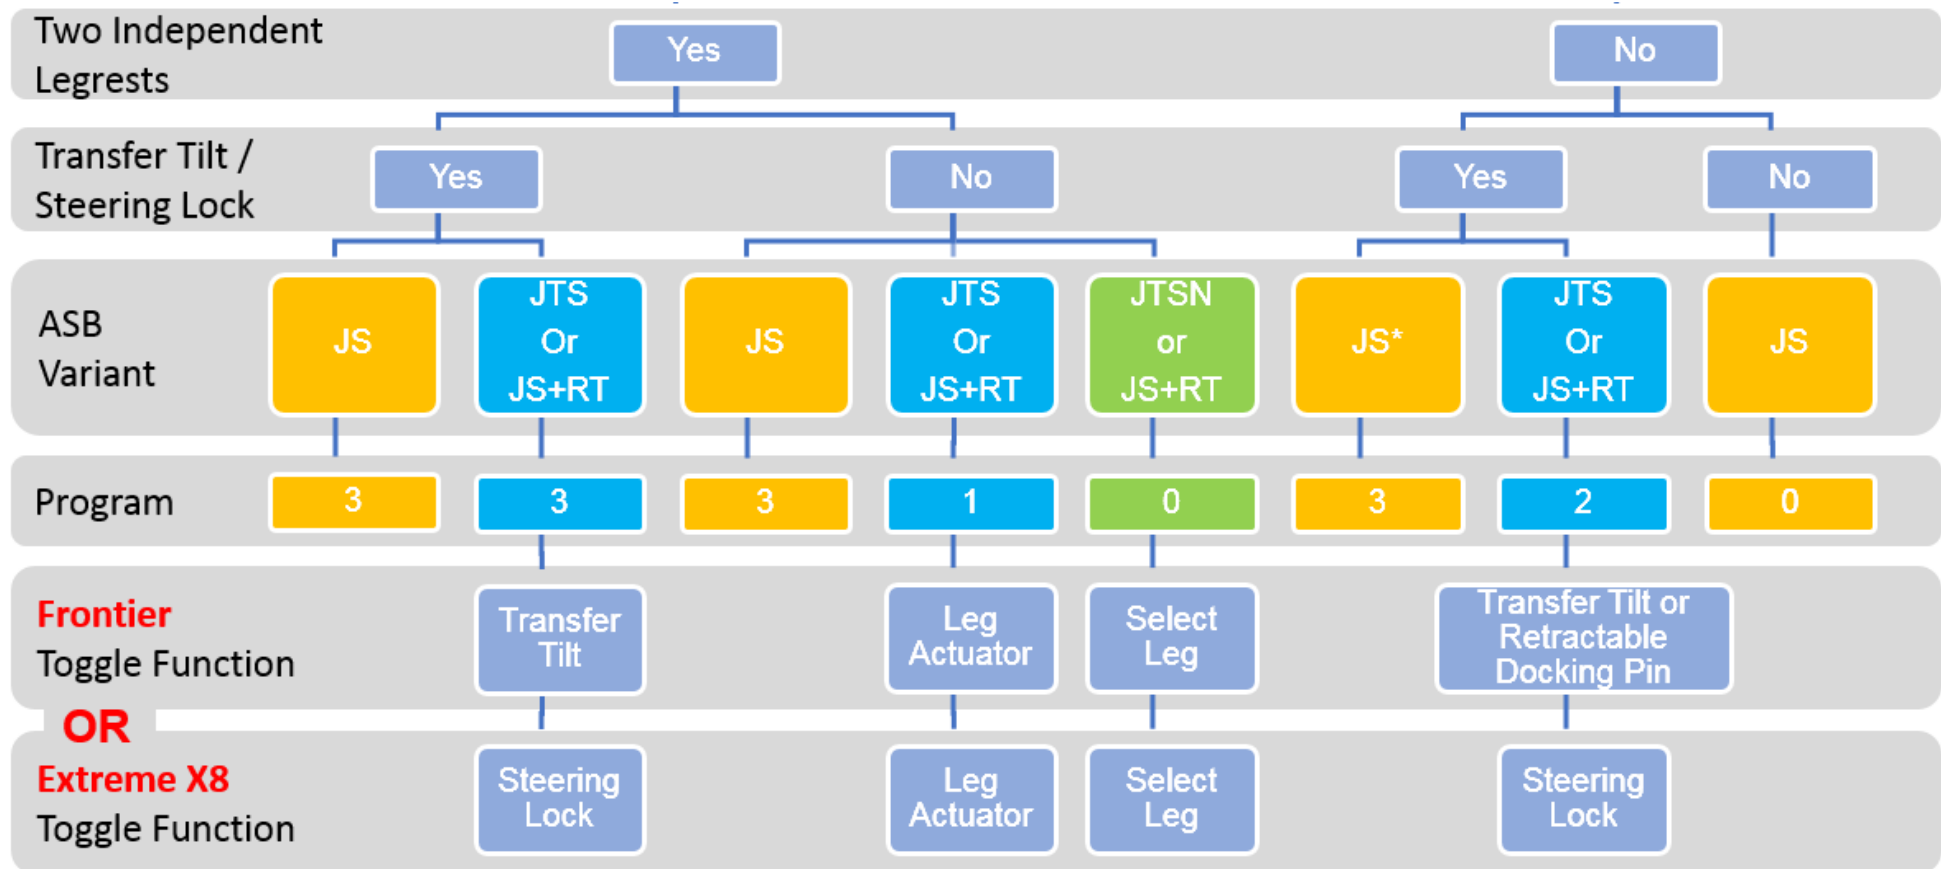 Two Independent
Legrests
Yes
No
Transfer Tilt /
Steering Lock
Yes
No
Yes
No
ASB
Variant
JS
JTS
Or
JS+RT
JS
JTS
Or
JS+RT
JTSN
or
JS+RT
JS*
JTS
Or
JS+RT
JS
Program
3
3
3
1
0
3
2
0
Frontier
Toggle Function
Transfer
Tilt
Leg
Actuator
Select
Leg
Transfer Tilt or
Retractable
Docking Pin
OR
Extreme X8
Toggle Function
Steering
Lock
Leg
Actuator
Select
Leg
Steering
Lock